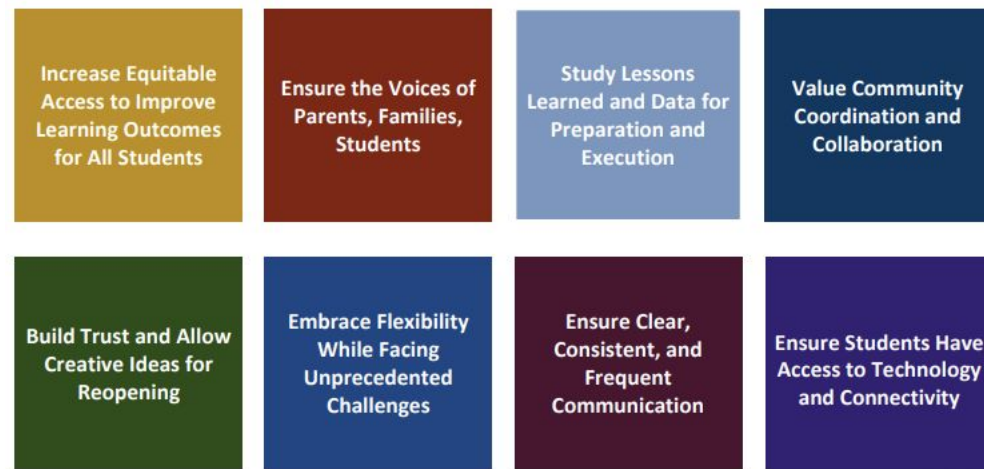 Increase Equitable
Access to Improve
Learning Outcomes
for All Students
Ensure the Voices of
Parents, Families,
Students
Study Lessons
Learned and Data for
Preparation and
Execution
Value Community
Coordination and
Collaboration
Build Trust and Allow
Creative Ideas for
Reopening
Embrace Flexibility
While Facing
Unprecedented
Challenges
Ensure Clear,
Consistent, and
Frequent
Communication
Ensure Students Have
Access to Technology
and Connectivity